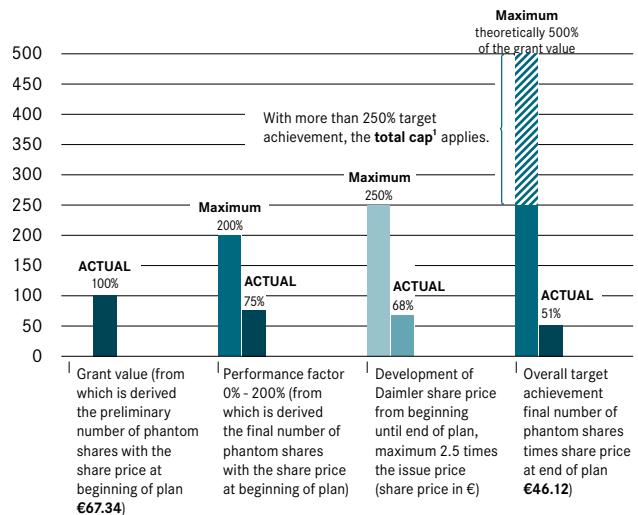 Maximum
theoretically 500%
of the grant value
500
450
400
350
300
250
200
150
100
50
0
With more than 250% target
achievement, the total cap¹ applies.
ACTUAL
100%
Maximum
200%
ACTUAL
75%
Maximum
250%
ACTUAL
68%
ACTUAL
51%
Grant value (from
which is derived
the preliminary
number of phantom
shares with the
share price at
beginning of plan
€67.34)
Performance factor
0% - 200% (from
which is derived
the final number of
phantom shares
with the share price
at beginning of plan)
Development of
Daimler share price
from beginning
until end of plan,
maximum 2.5 times
the issue price
(share price in €)
Overall target
achievement
final number of
phantom shares
times share price
at end of plan
€46.12)